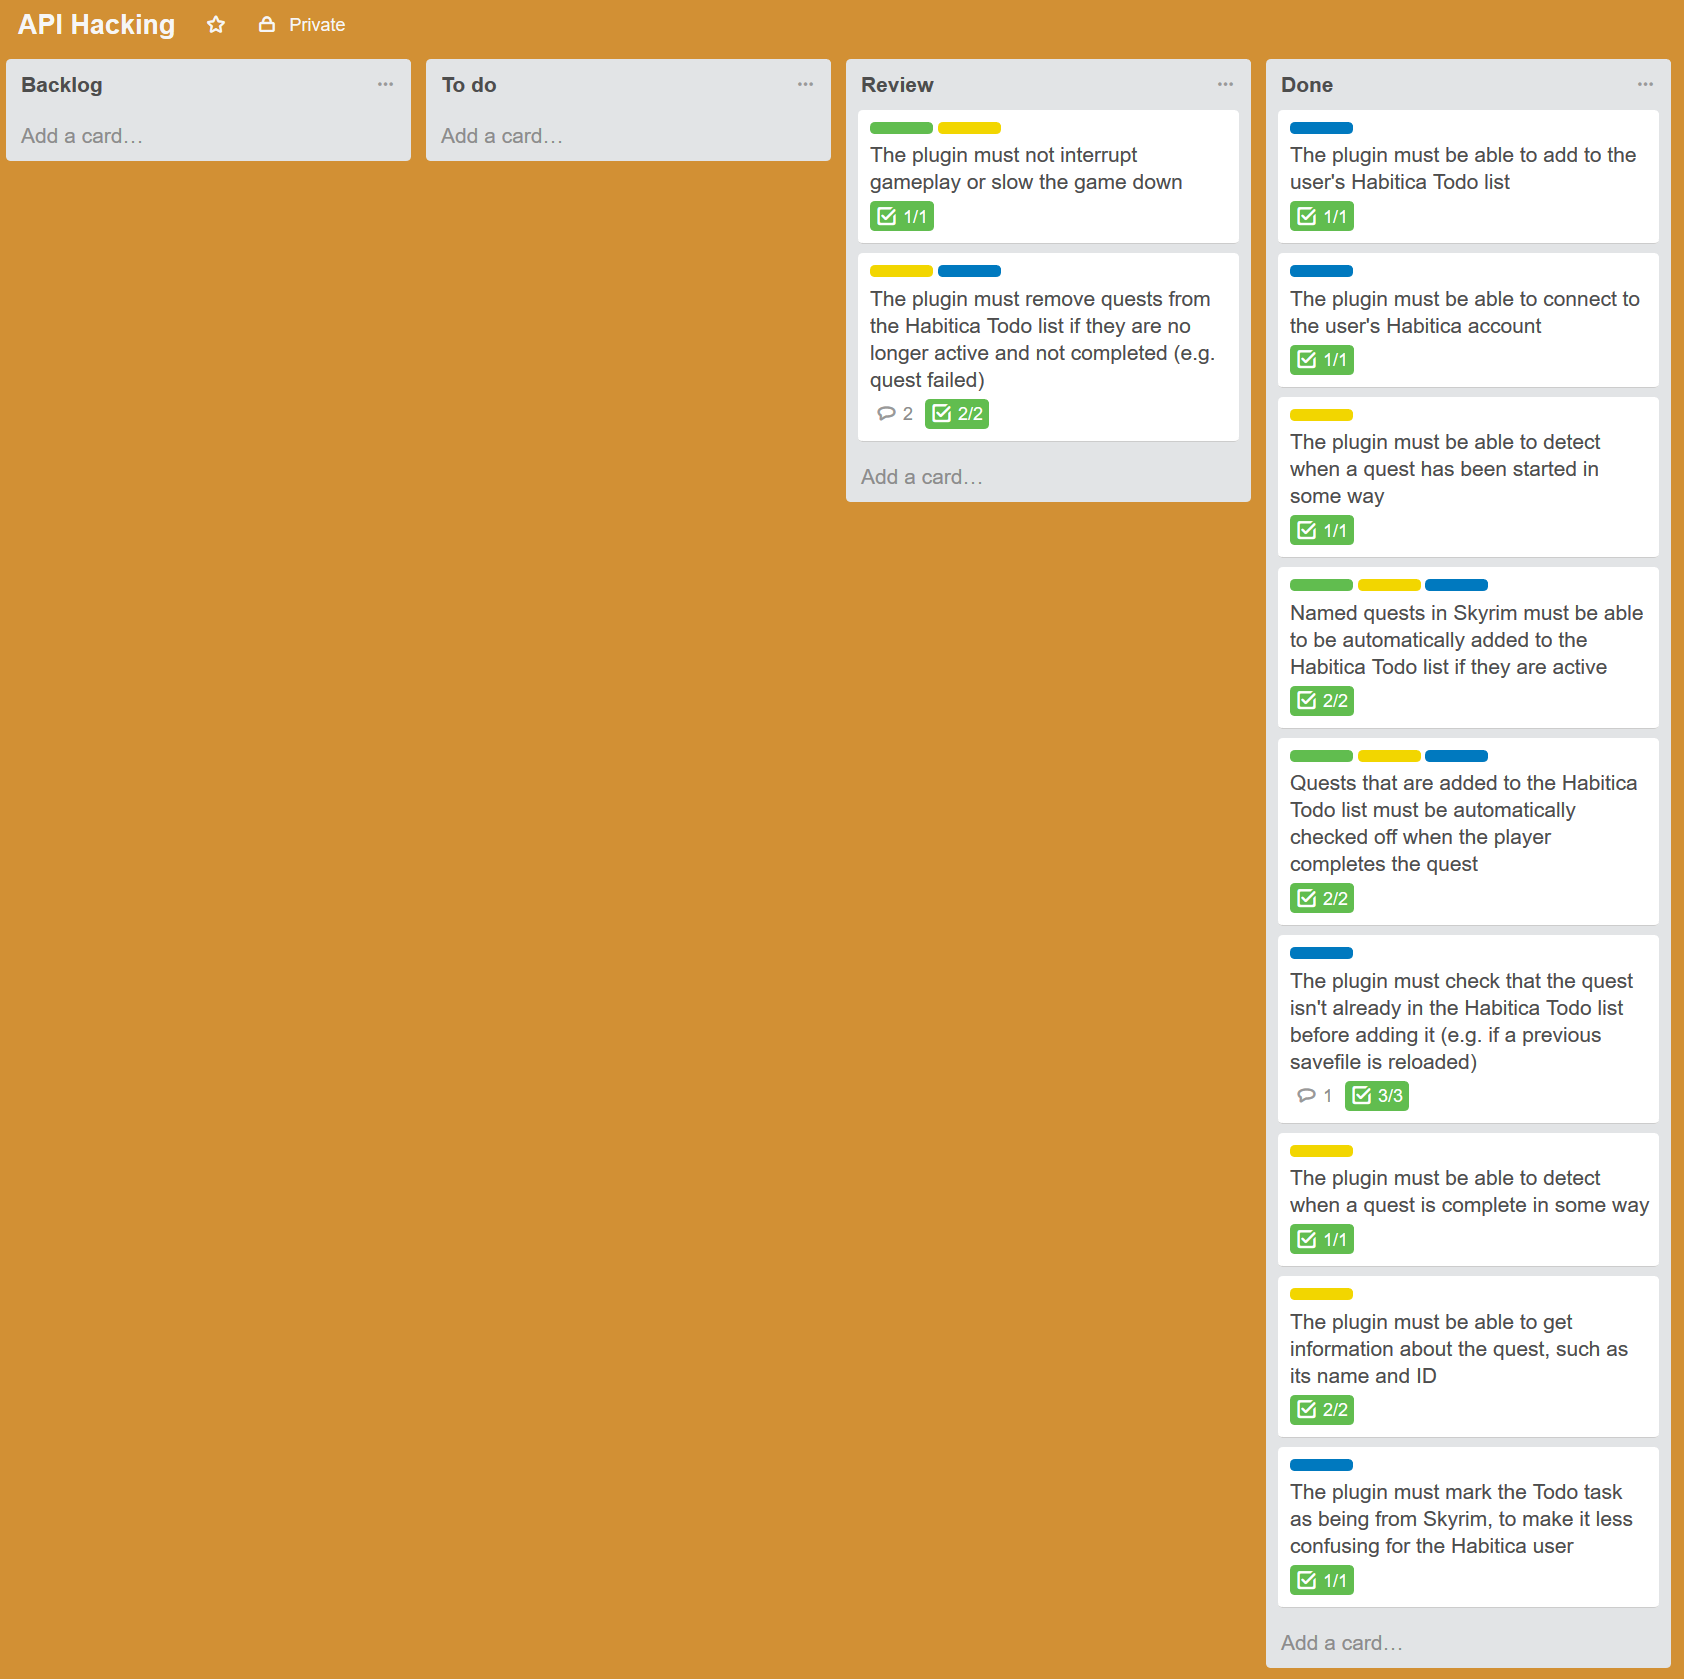 API Hacking
Private
Backlog
Add a card…
To do
Add a card…
Review
The plugin must not interrupt
gameplay or slow the game down
1/1
The plugin must remove quests from
the Habitica Todo list if they are no
longer active and not completed (e.g.
quest failed)
2 2/2
Add a card…
Done
The plugin must be able to add to the
user's Habitica Todo list
1/1
The plugin must be able to connect to
the user's Habitica account
1/1
The plugin must be able to detect
when a quest has been started in
some way
1/1
Named quests in Skyrim must be able
to be automatically added to the
Habitica Todo list if they are active
2/2
Quests that are added to the Habitica
Todo list must be automatically
checked off when the player
completes the quest
2/2
The plugin must check that the quest
isn't already in the Habitica Todo list
before adding it (e.g. if a previous
savefile is reloaded)
1 3/3
The plugin must be able to detect
when a quest is complete in some way
1/1
The plugin must be able to get
information about the quest, such as
its name and ID
2/2
The plugin must mark the Todo task
as being from Skyrim, to make it less
confusing for the Habitica user
1/1
Add a card…